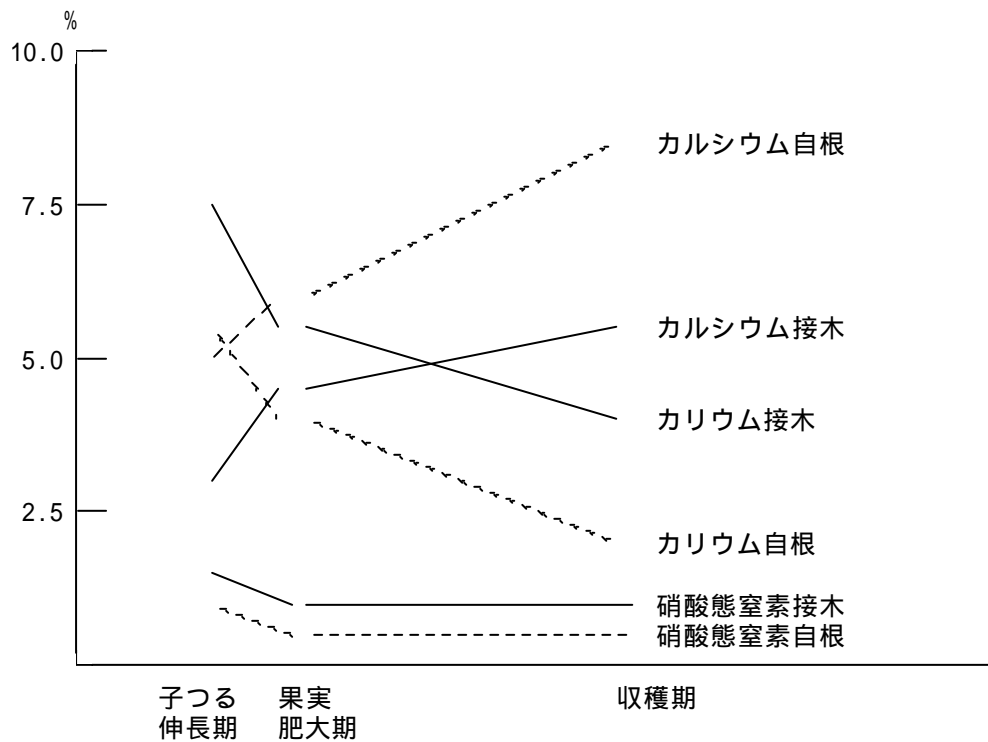 %
10.0
7.5
5.0
2.5
カルシウム自根
カルシウム接木
カリウム接木
カリウム自根
硝酸態窒素接木
硝酸態窒素自根
子つる
伸長期
果実
肥大期
収穫期